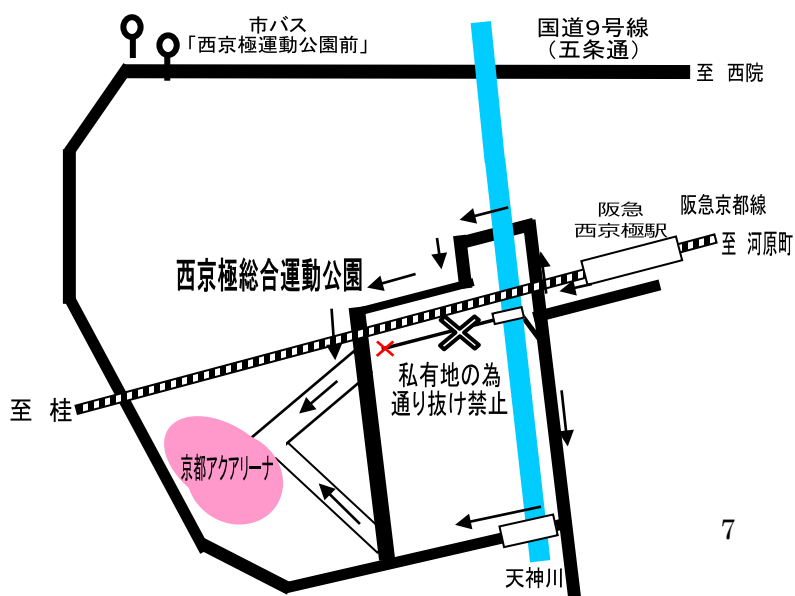 市バス
「西京極運動公園前」
国道9号線
（五条通）
至 西院
阪急
西京極駅
阪急京都線
至 河原町
西京極総合運動公園
私有地の為
通り抜け禁止
至 桂
京都アクアリーナ
天神川
7